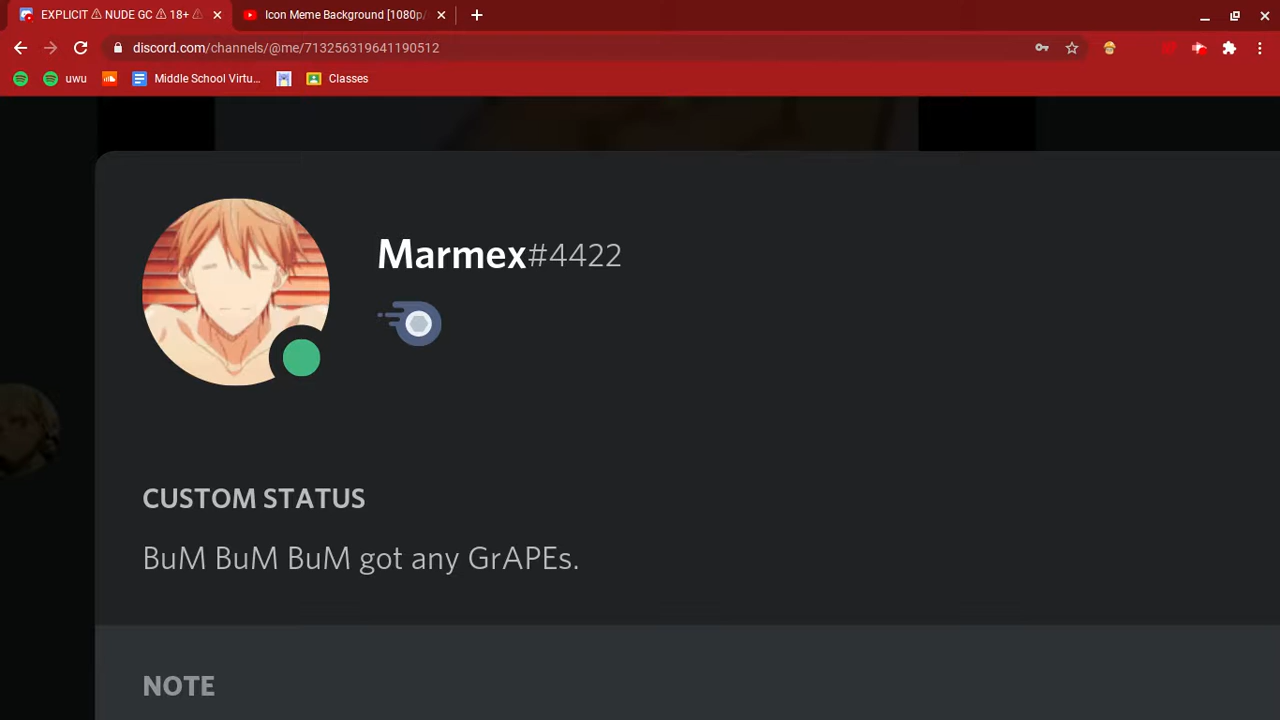 EXPLICIT ⚠ NUDE GC ⚠ 18+ ⚠
Icon Meme Background [1080p/
discord.com/channels/@me/713256319641190512
uwu
Middle School Virtu...
Classes
Marmex#4422
CUSTOM STATUS
BuM BuM BuM got any GrAPEs.
NOTE